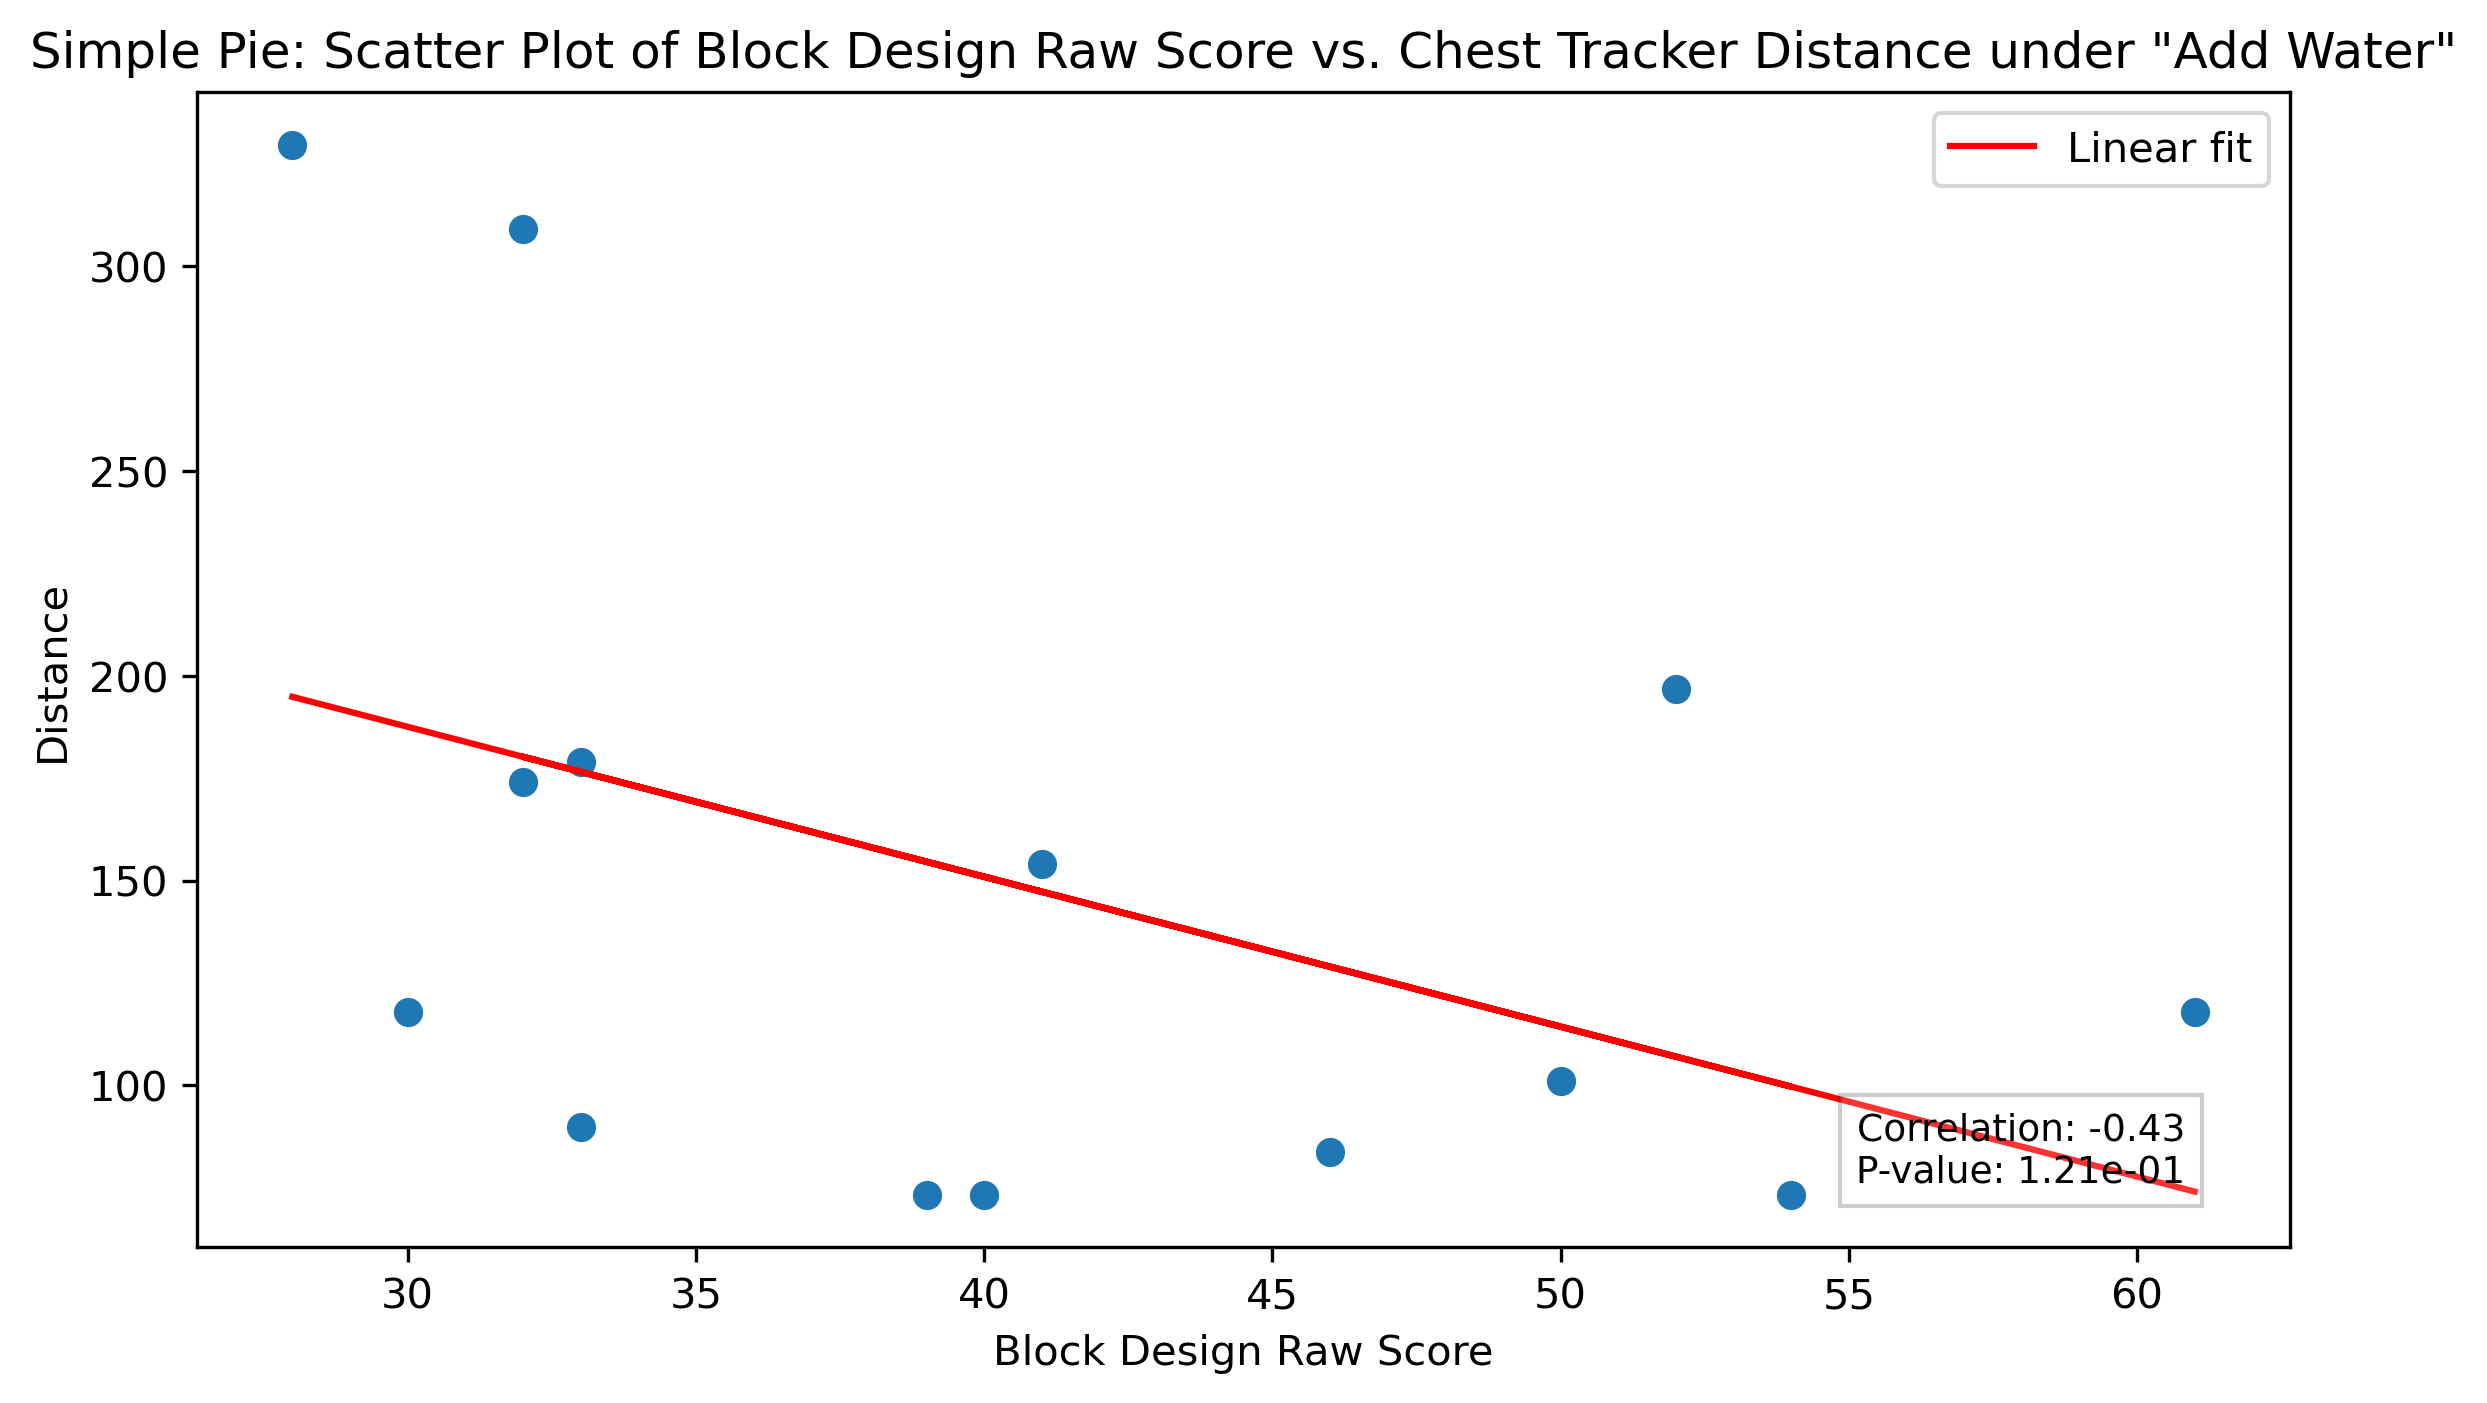 Simple Pie: Scatter Plot of Block Design Raw Score vs. Chest Tracker Distance under "Add Water"
Linear fit
300
250
200
150
100
Distance
Correlation: -0.43
P-value: 1.21e-01
30
35
40
45
50
55
60
Block Design Raw Score